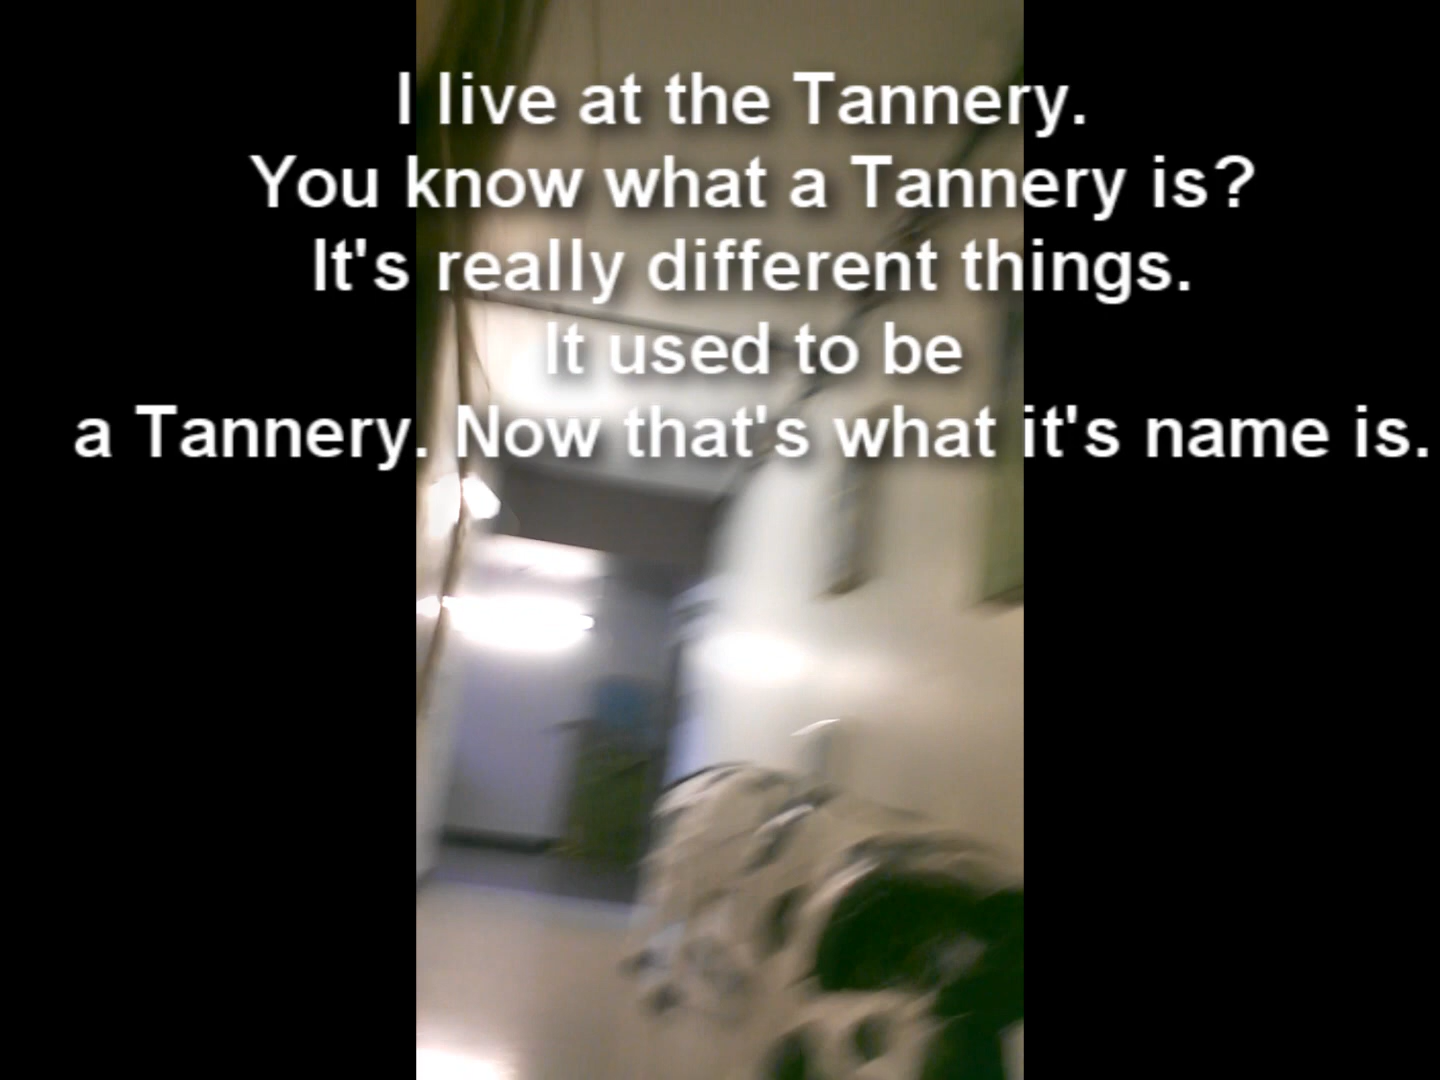 I live at the Tannery.
You know what a Tannery is?
It's really different things.
It used to be
a Tannery. Now that's what it's name is.